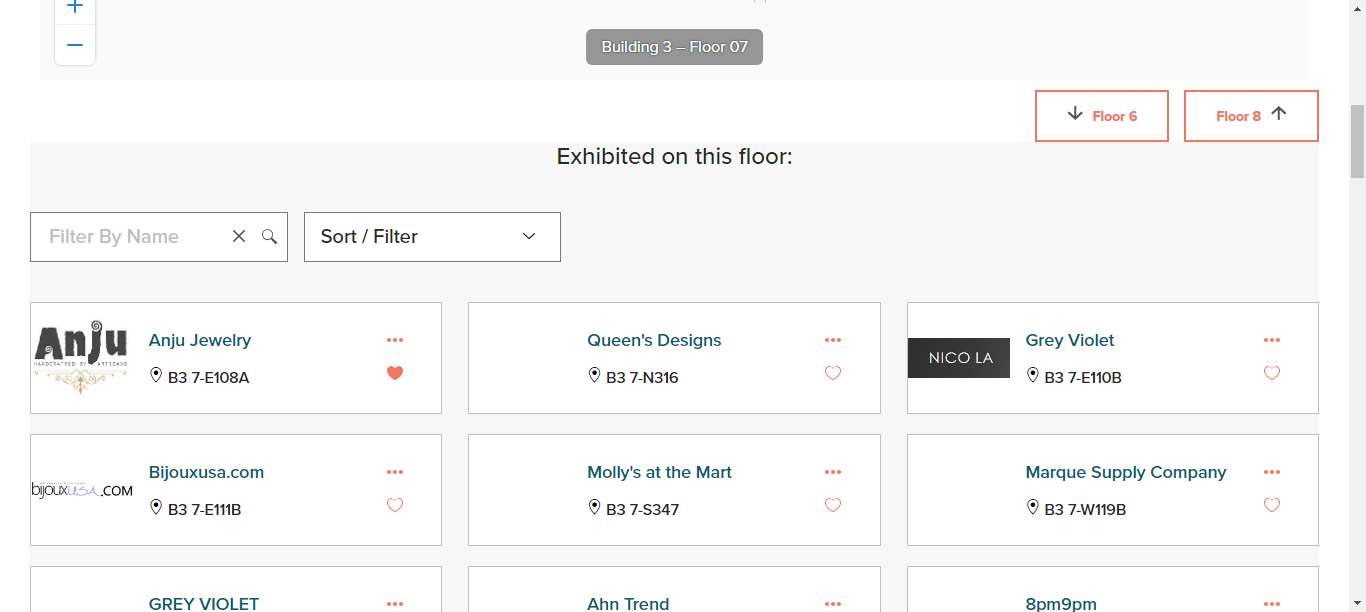 Building 3 – Floor 07
Floor 6
Floor 8
Exhibited on this floor:
Filter By Name
Sort / Filter
Anju
HANDCRAFTED BY ARTISANS
Anju Jewelry
B3 7-E108A
Queen's Designs
B3 7-N316
NICO LA
Grey Violet
B3 7-E110B
bijouxusa.COM
Bijouxusa.com
B3 7-E111B
Molly's at the Mart
B3 7-S347
Marque Supply Company
B3 7-W119B
GREY VIOLET
Ahn Trend
8pm9pm